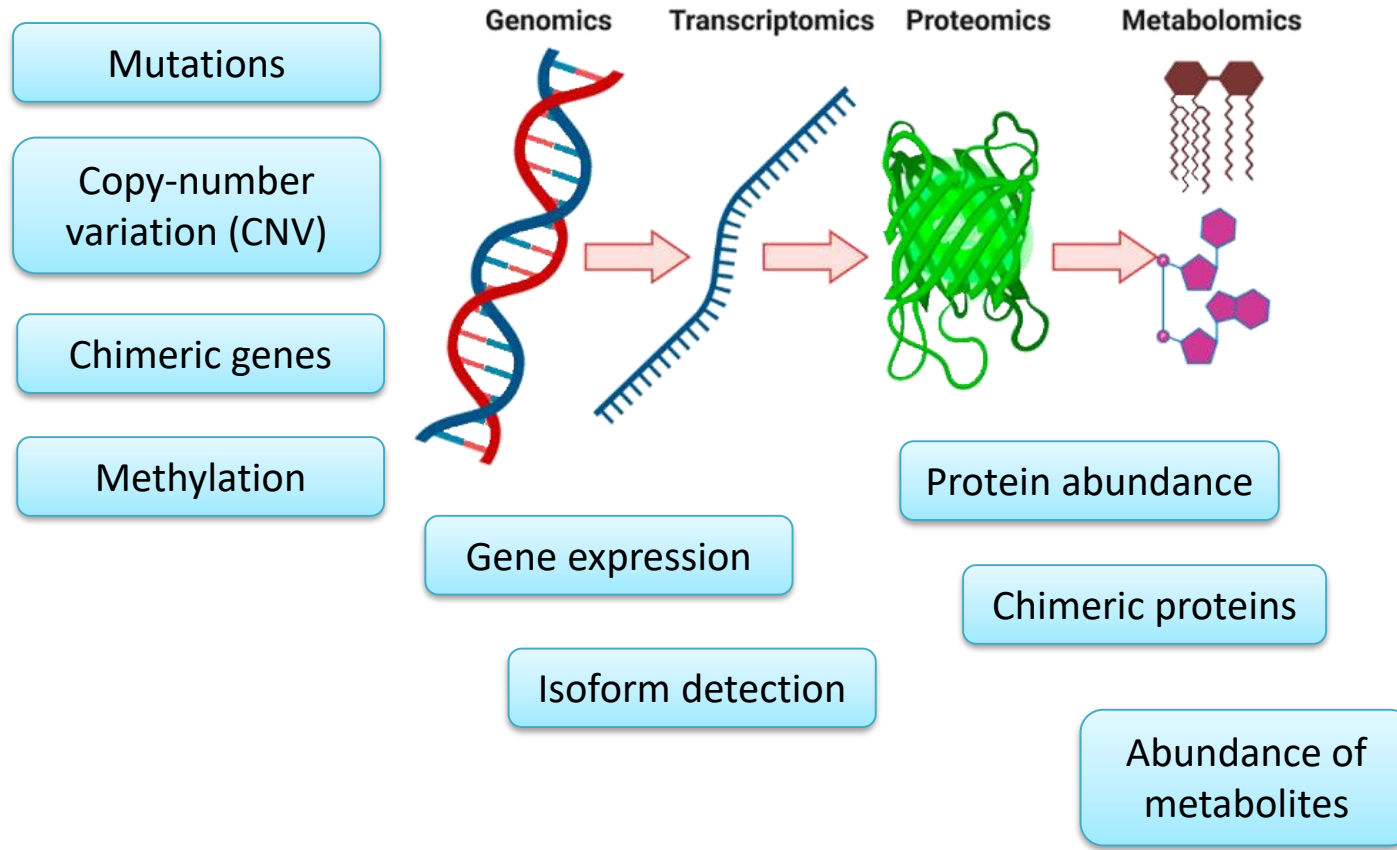 Genomics Transcriptomics Proteomics Metabolomics
Mutations
Copy-number
variation (CNV)
Chimeric genes
Methylation
Gene expression
Isoform detection
Protein abundance
Chimeric proteins
Abundance of
metabolites